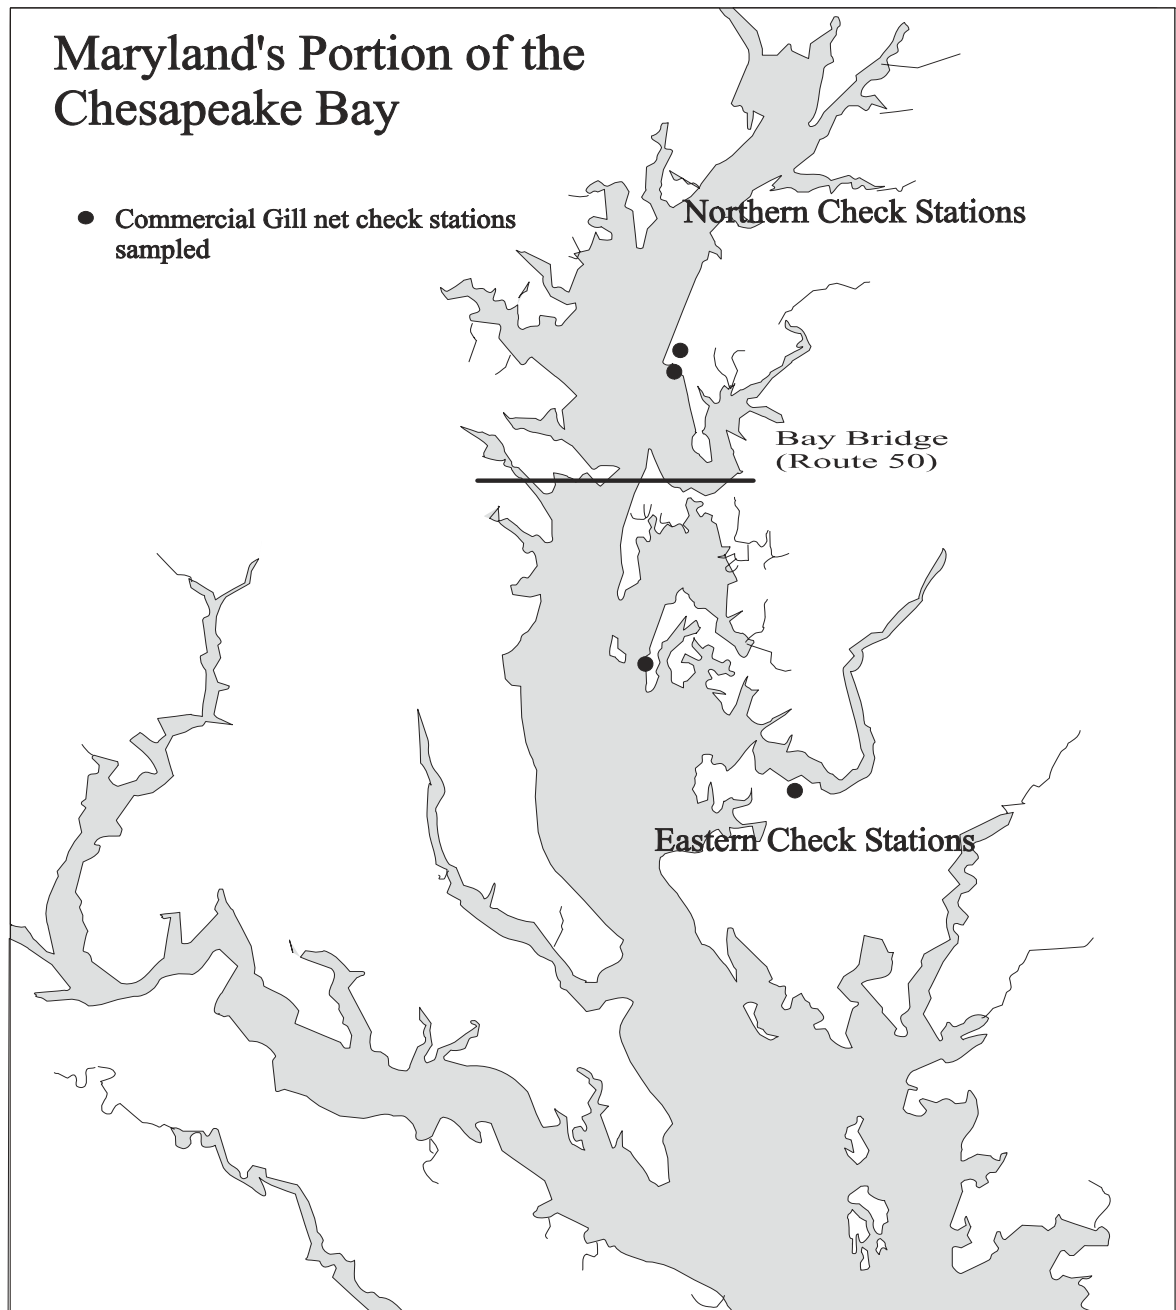 Maryland's Portion of the
Chesapeake Bay
Commercial Gill net check stations
sampled
Northern Check Stations
Bay Bridge
(Route 50)
Eastern Check Stations